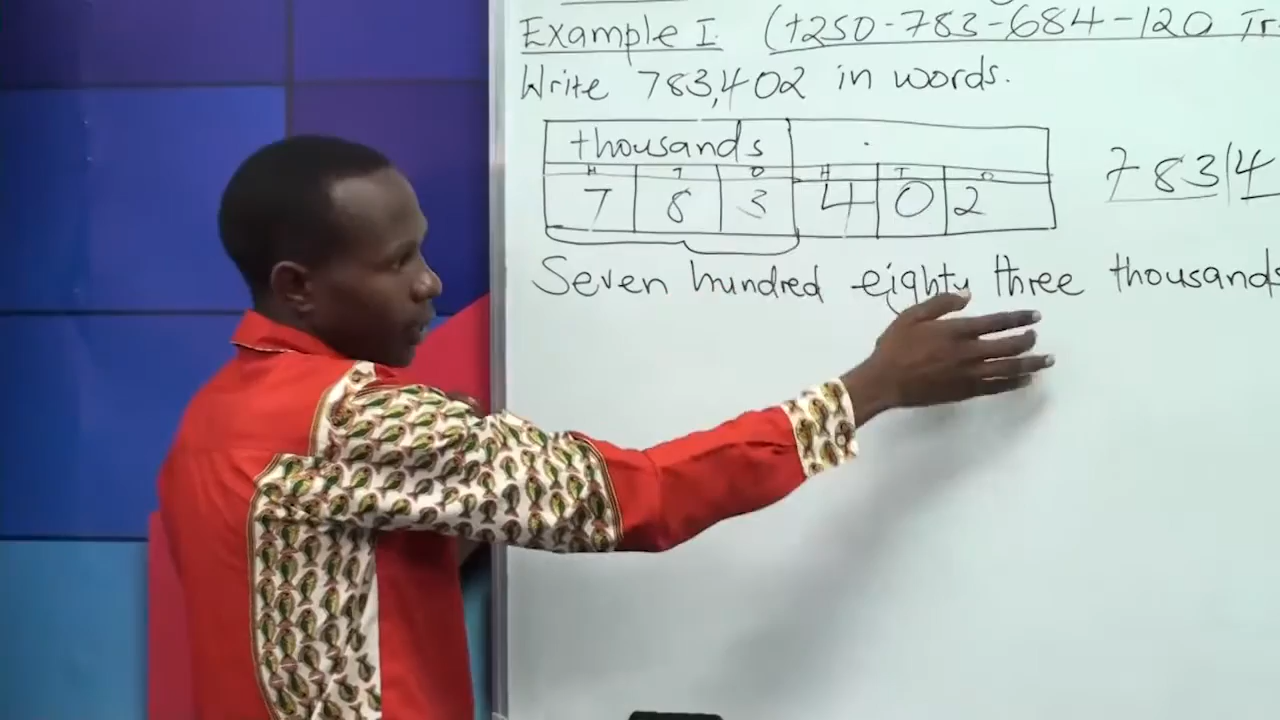 Example I. (+250-783-684-120 Tr
Write 783,402 in words.
thousands
H T O H T O
7 8 3 4 0 2
783|4
Seven hundred eighty three thousands